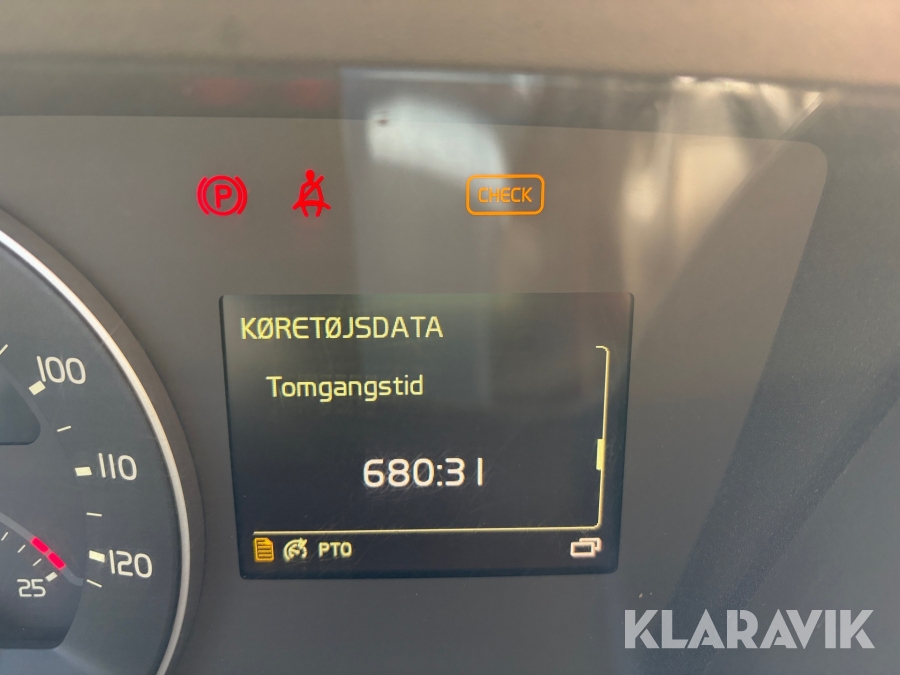 P
CHECK
KØRETØJSDATA
Tomgangstid
680:31
PTO
100
110
120
25
KLARAVIK